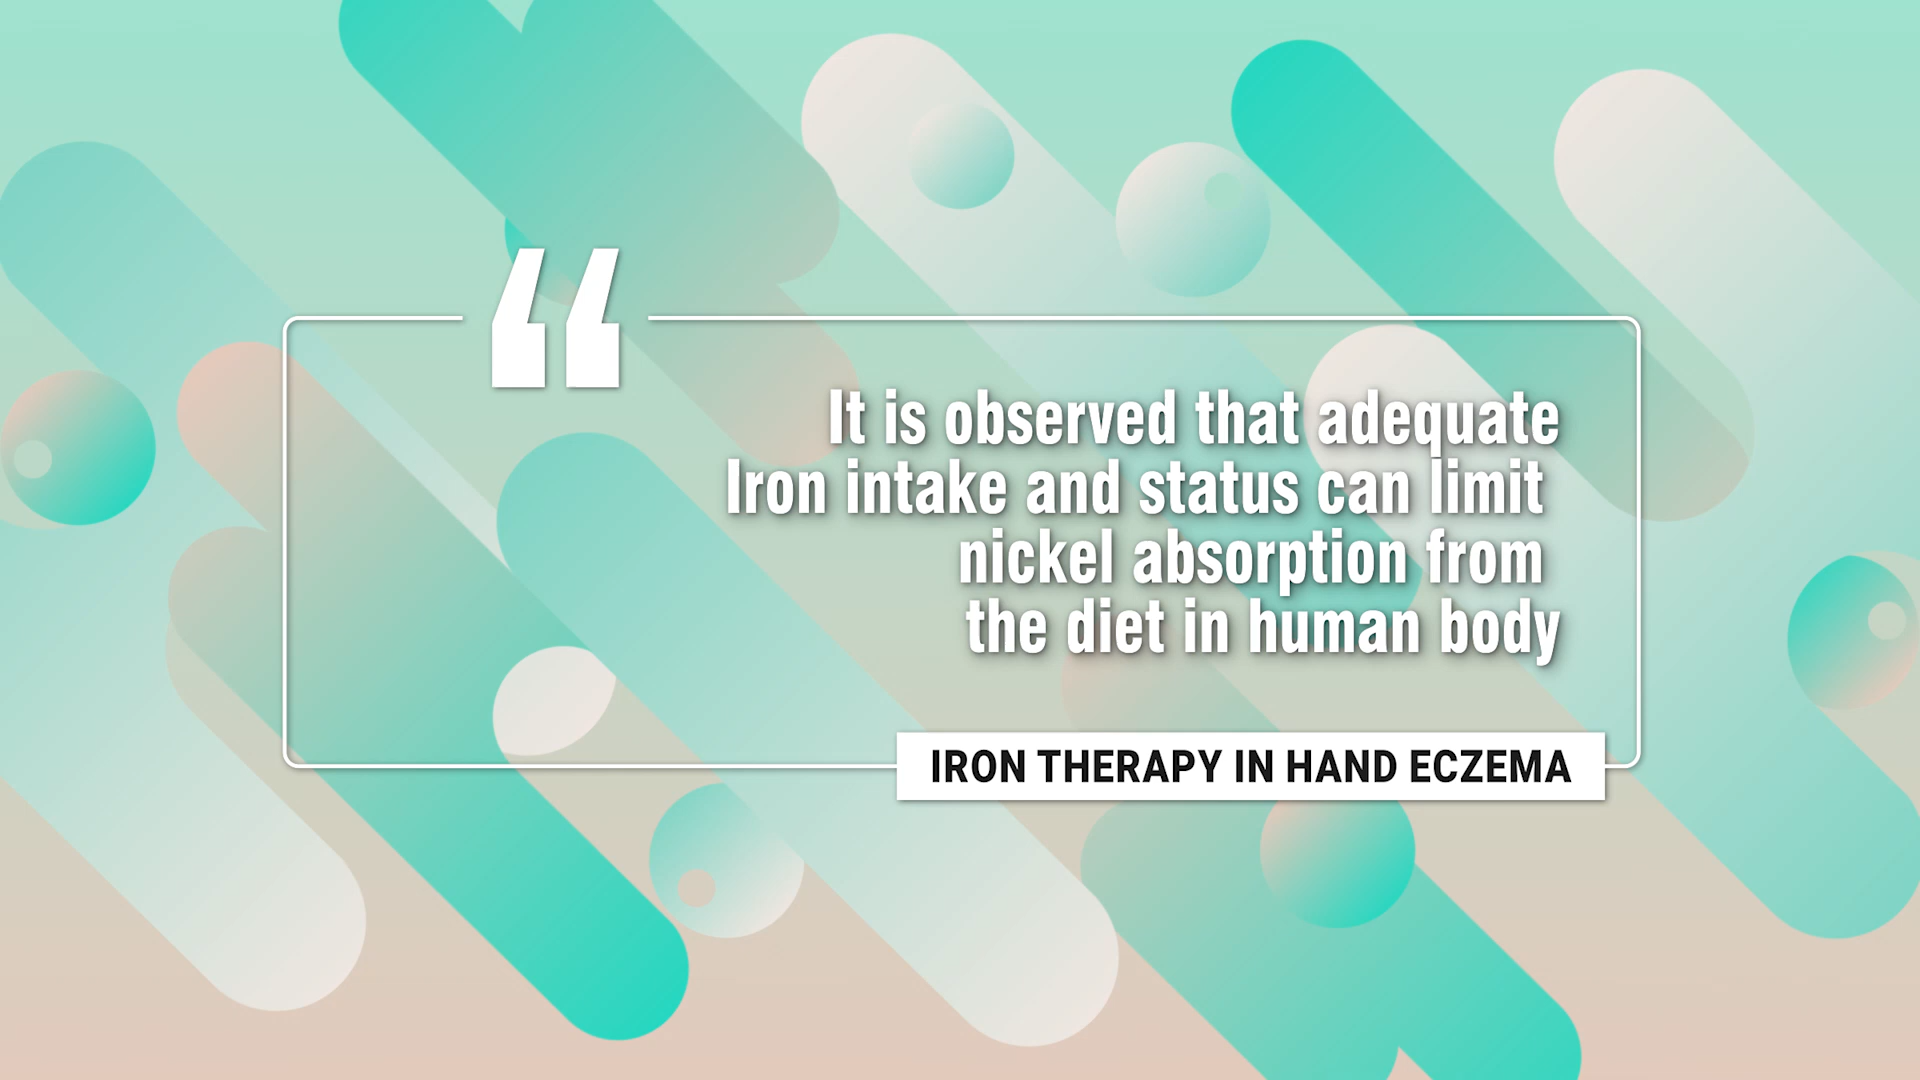 “
It is observed that adequate
Iron intake and status can limit
nickel absorption from
the diet in human body
IRON THERAPY IN HAND ECZEMA